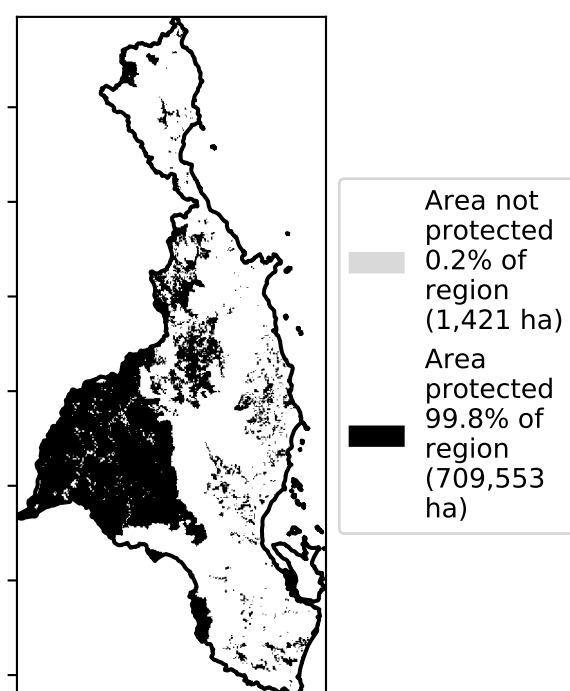 Area not
protected
0.2% of
region
(1,421 ha)
Area
protected
99.8% of
region
(709,553
ha)